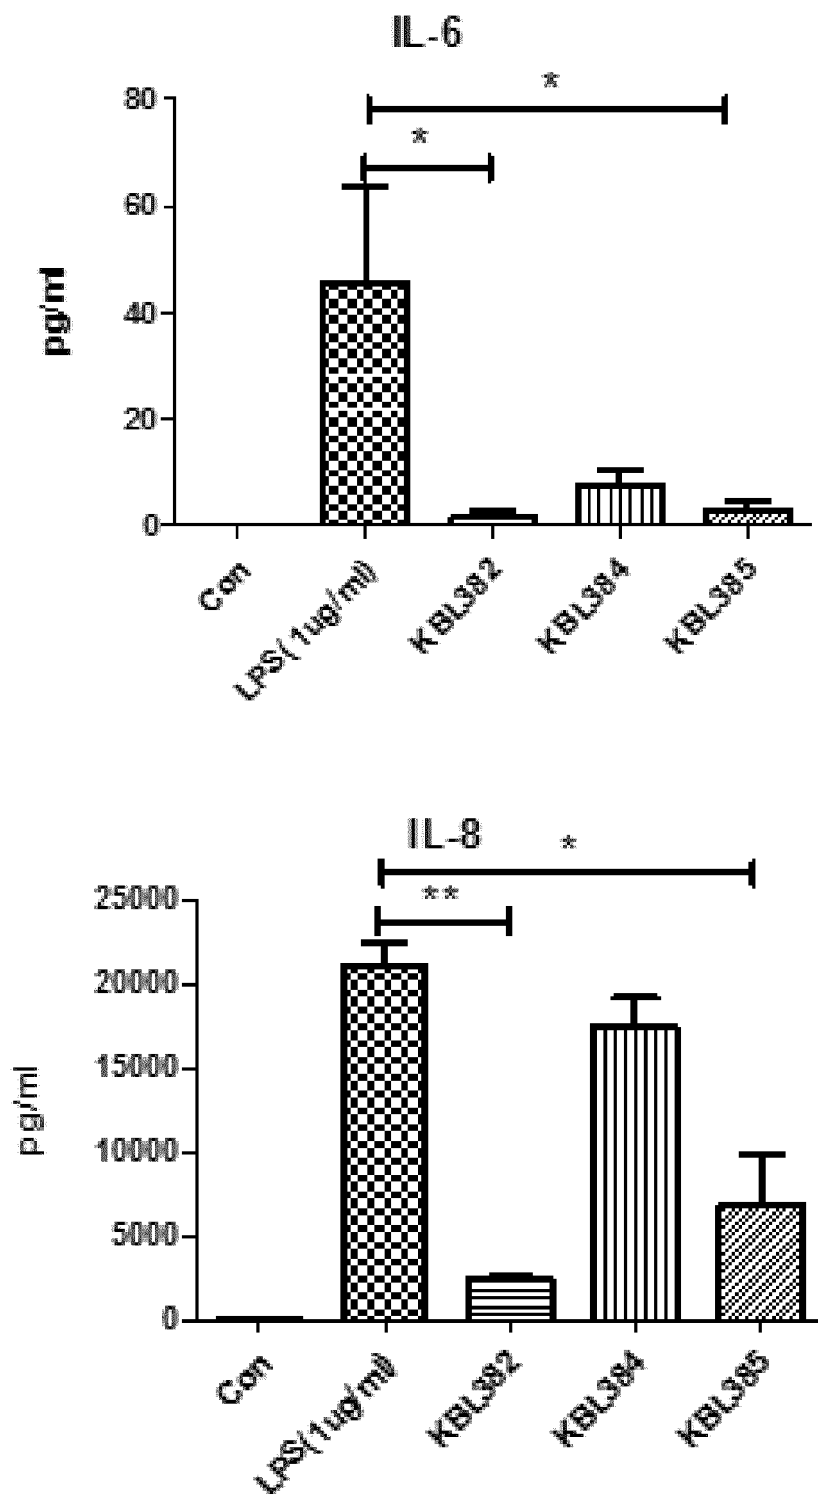 IL-6
*
*
80
60
40
20
0
pg/ml
Con
LPS(1ug/ml)
KBL382
KBL384
KBL385
IL-8
*
**
25000
20000
15000
10000
5000
0
pg/ml
Con
LPS(1ug/ml)
KBL382
KBL384
KBL385